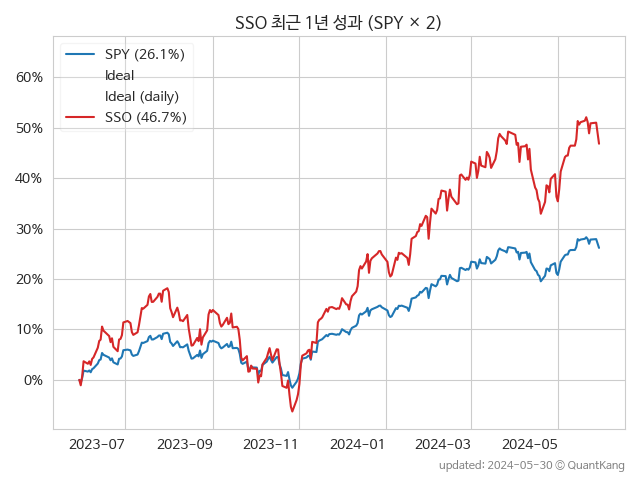 SSO 최근 1년 성과 (SPY × 2)
SPY (26.1%)
Ideal
Ideal (daily)
SSO (46.7%)
60%
50%
40%
30%
20%
10%
0%
2023−07
2023−09
2023−11
2024−01
2024−03
2024−05
updated: 2024-05-30 © QuantKang